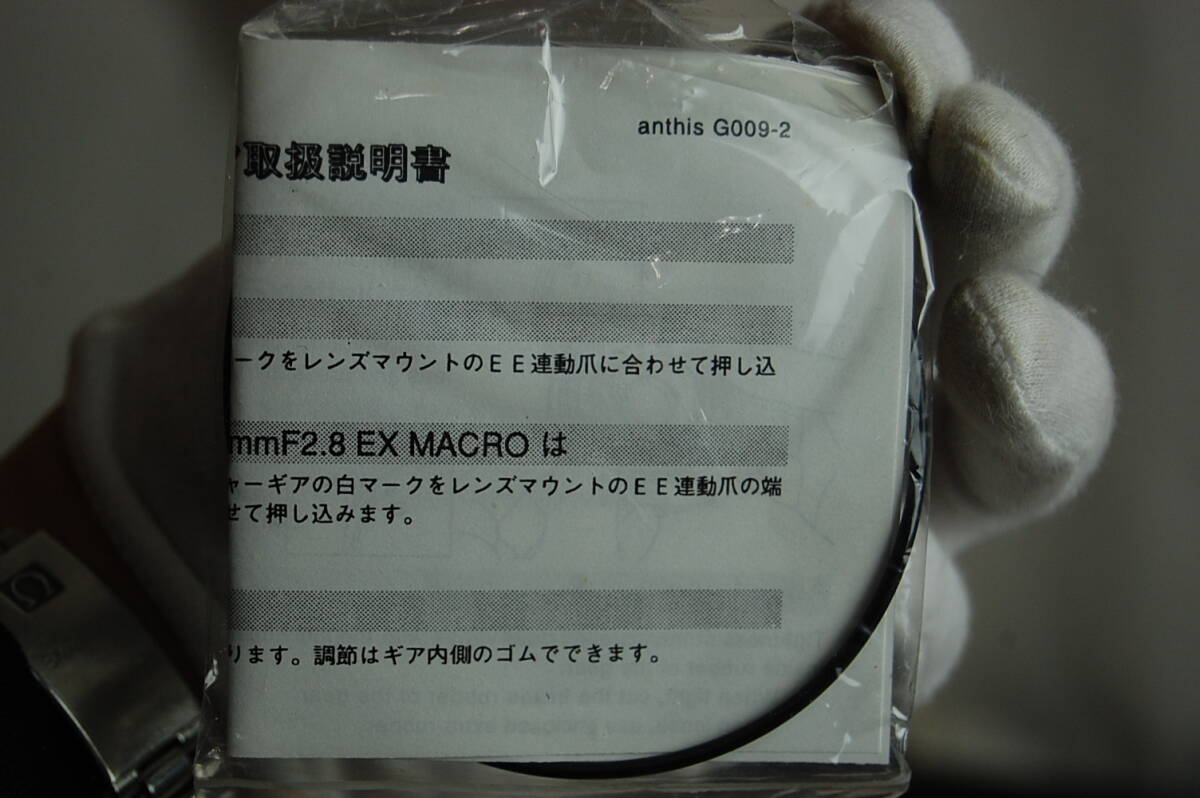 anthis G009-2
取扱説明書
ークをレンズマウントのＥＥ連動爪に合わせて押し込
mmF2.8 EX MACRO は
ャーギアの白マークをレンズマウントのＥＥ連動爪の端
せて押し込みます。
ります。調節はギア内側のゴムでできます。